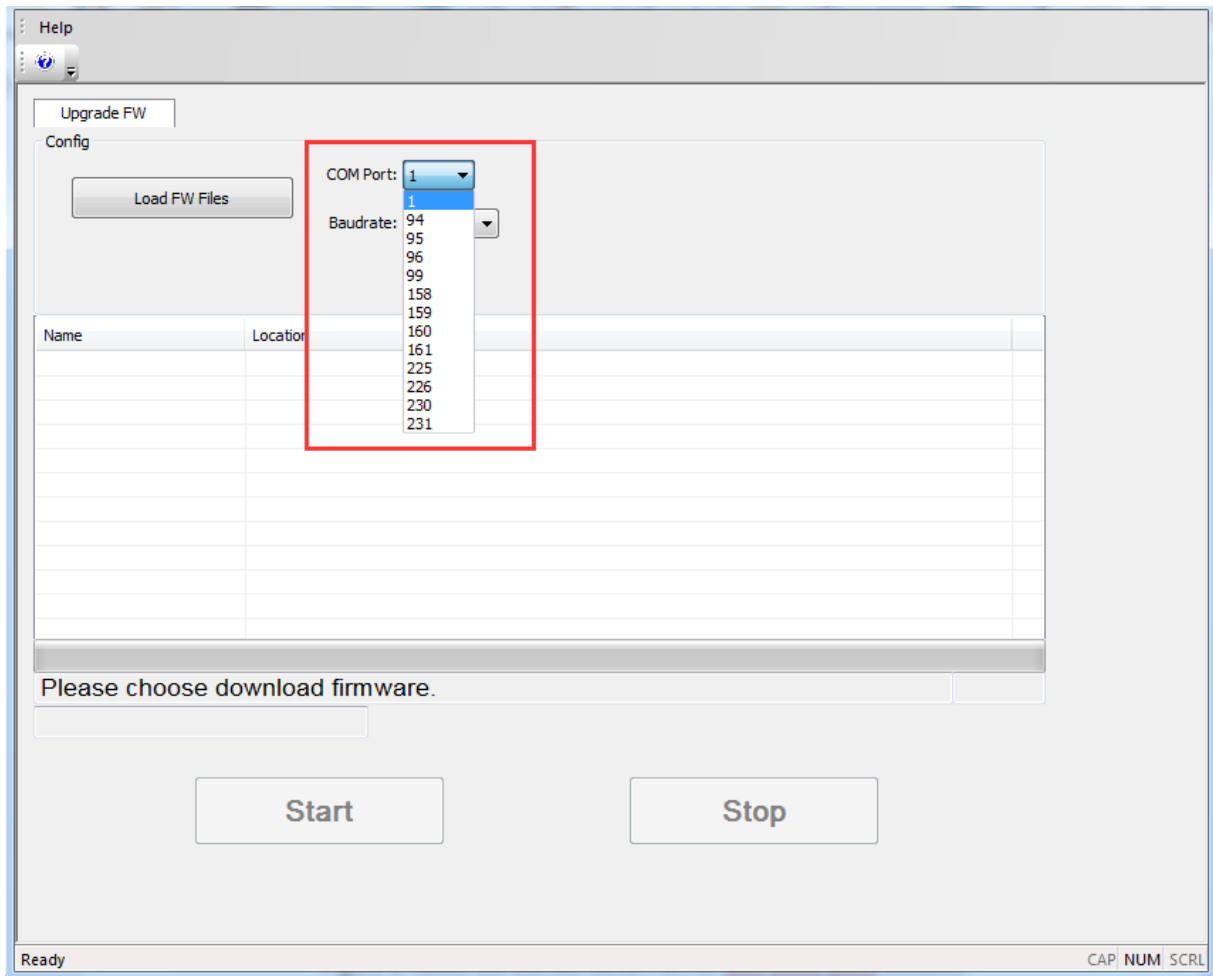 Help
Upgrade FW
Config
Load FW Files
COM Port: 1
Baudrate:
1
94
95
96
99
158
159
160
161
225
226
230
231
Name Location
Please choose download firmware.
Start Stop
Ready CAP NUM SCRL